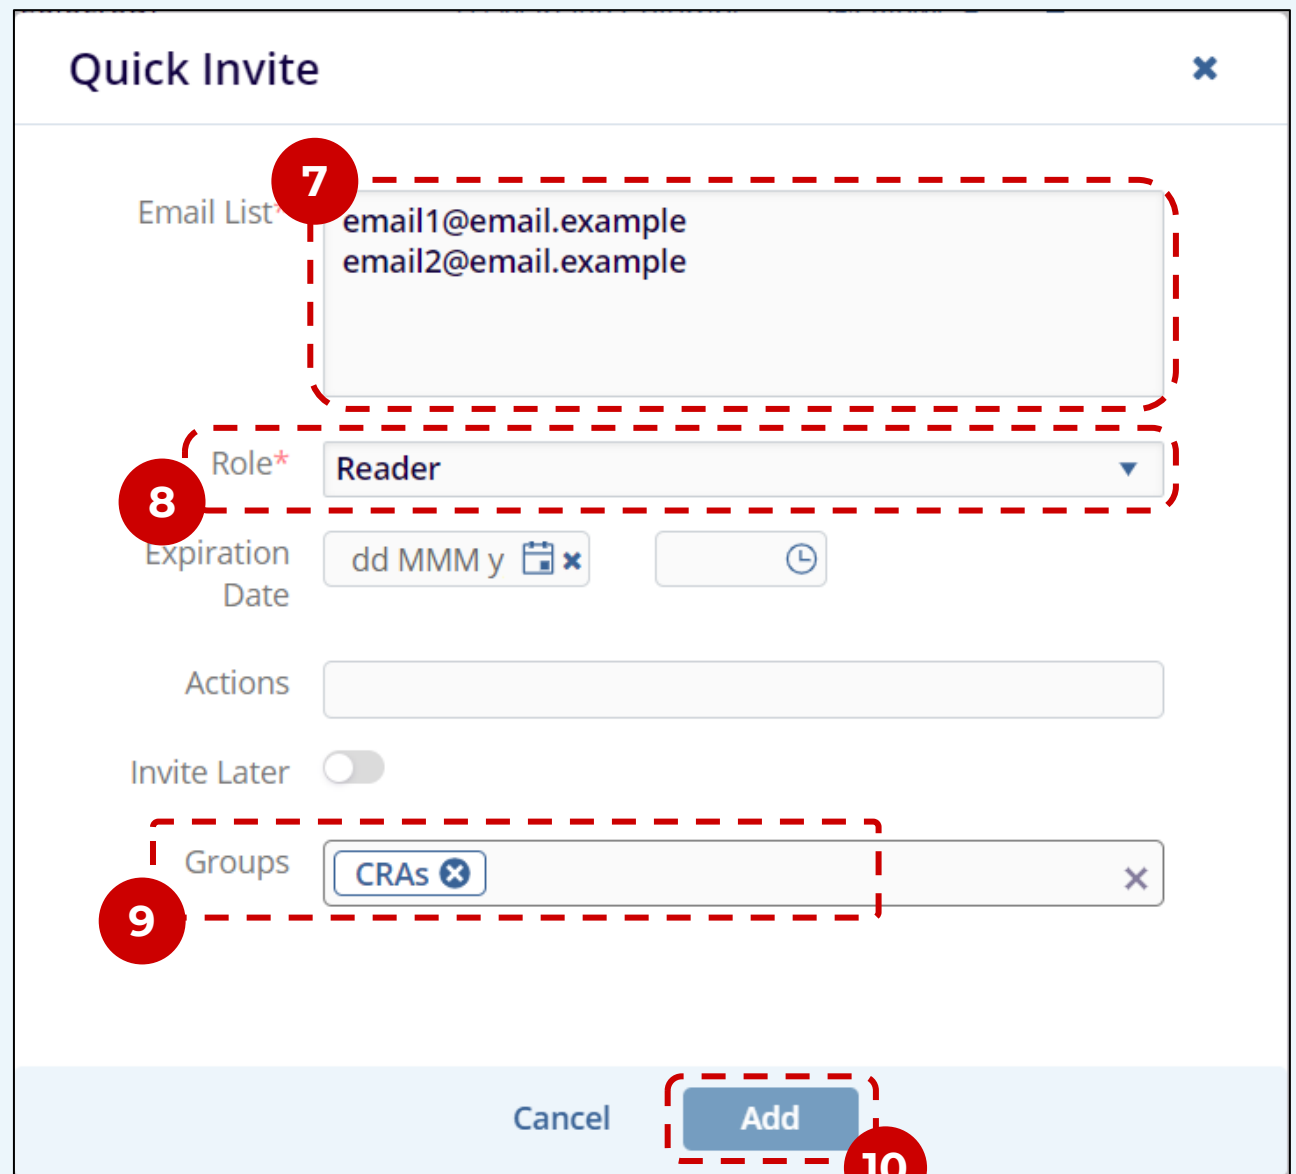 Quick Invite
7
Email List*
email1@email.example
email2@email.example
Role*
Reader
8
Expiration
Date
dd MMM y
Actions
Invite Later
Groups
CRAs
9
Cancel
Add
10